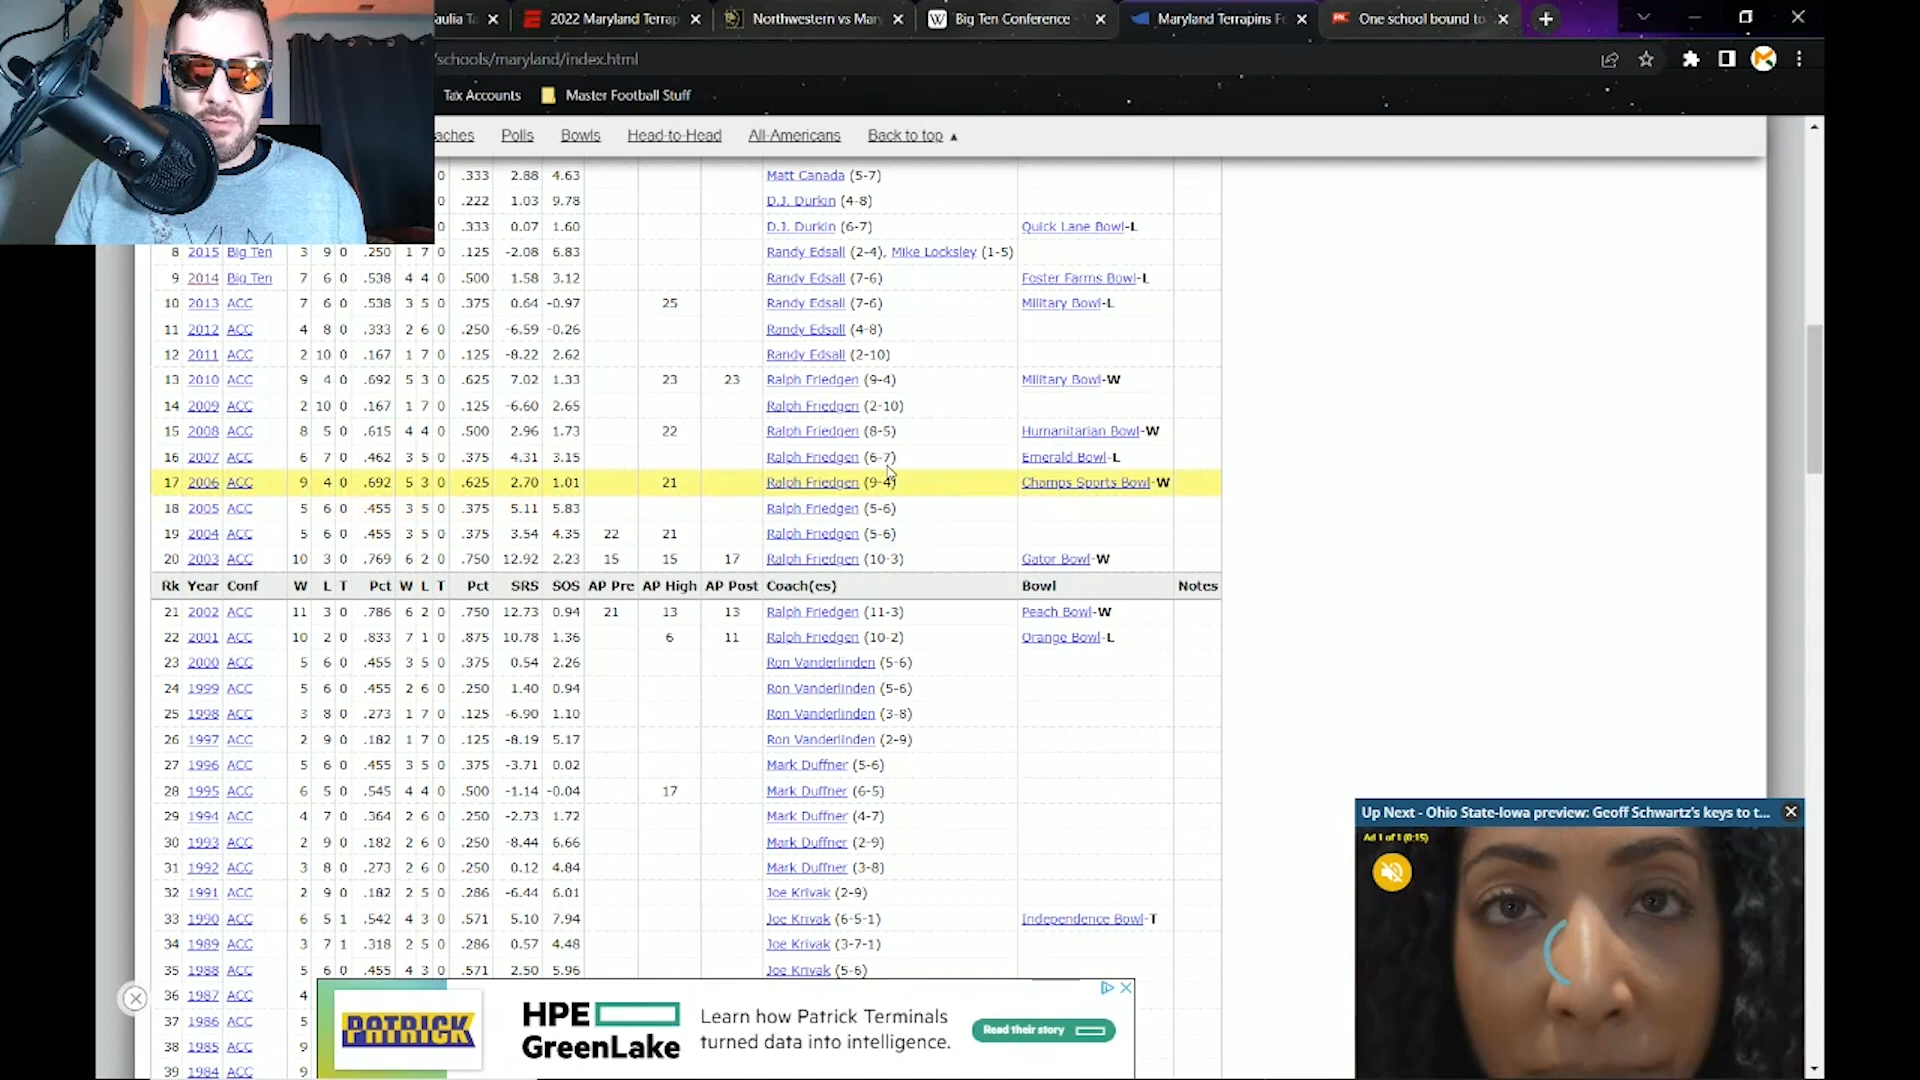 aulia Ta
2022 Maryland Terrap
Northwestern vs Mar
Big Ten Conference -
Maryland Terrapins Fo
One school bound to
/schools/maryland/index.html
Tax Accounts Master Football Stuff
aches Polls Bowls Head-to-Head All-Americans Back to top ▲
0 .333 2.88 4.63 Matt Canada (5-7)
0 .222 1.03 9.78 D.J. Durkin (4-8)
0 .333 0.07 1.60 D.J. Durkin (6-7) Quick Lane Bowl-L
8 2015 Big Ten 3 9 0 .250 1 7 0 .125 -2.08 6.83 Randy Edsall (2-4), Mike Locksley (1-5)
9 2014 Big Ten 7 6 0 .538 4 4 0 .500 1.58 3.12 Randy Edsall (7-6) Foster Farms Bowl-L
10 2013 ACC 7 6 0 .538 3 5 0 .375 0.64 -0.97 25 Randy Edsall (7-6) Military Bowl-L
11 2012 ACC 4 8 0 .333 2 6 0 .250 -6.59 -0.26 Randy Edsall (4-8)
12 2011 ACC 2 10 0 .167 1 7 0 .125 -8.22 2.62 Randy Edsall (2-10)
13 2010 ACC 9 4 0 .692 5 3 0 .625 7.02 1.33 23 23 Ralph Friedgen (9-4) Military Bowl-W
14 2009 ACC 2 10 0 .167 1 7 0 .125 -6.60 2.65 Ralph Friedgen (2-10)
15 2008 ACC 8 5 0 .615 4 4 0 .500 2.96 1.73 22 Ralph Friedgen (8-5) Humanitarian Bowl-W
16 2007 ACC 6 7 0 .462 3 5 0 .375 4.31 3.15 Ralph Friedgen (6-7) Emerald Bowl-L
17 2006 ACC 9 4 0 .692 5 3 0 .625 2.70 1.01 21 Ralph Friedgen (9-4) Champs Sports Bowl-W
18 2005 ACC 5 6 0 .455 3 5 0 .375 5.11 5.83 Ralph Friedgen (5-6)
19 2004 ACC 5 6 0 .455 3 5 0 .375 3.54 4.35 22 21 Ralph Friedgen (5-6)
20 2003 ACC 10 3 0 .769 6 2 0 .750 12.92 2.23 15 15 17 Ralph Friedgen (10-3) Gator Bowl-W
Rk Year Conf W L T Pct W L T Pct SRS SOS AP Pre AP High AP Post Coach(es) Bowl Notes
21 2002 ACC 11 3 0 .786 6 2 0 .750 12.73 0.94 21 13 13 Ralph Friedgen (11-3) Peach Bowl-W
22 2001 ACC 10 2 0 .833 7 1 0 .875 10.78 1.36 6 11 Ralph Friedgen (10-2) Orange Bowl-L
23 2000 ACC 5 6 0 .455 3 5 0 .375 0.54 2.26 Ron Vanderlinden (5-6)
24 1999 ACC 5 6 0 .455 2 6 0 .250 1.40 0.94 Ron Vanderlinden (5-6)
25 1998 ACC 3 8 0 .273 1 7 0 .125 -6.90 1.10 Ron Vanderlinden (3-8)
26 1997 ACC 2 9 0 .182 1 7 0 .125 -8.19 5.17 Ron Vanderlinden (2-9)
27 1996 ACC 5 6 0 .455 3 5 0 .375 -3.71 0.02 Mark Duffner (5-6)
28 1995 ACC 6 5 0 .545 4 4 0 .500 -1.14 -0.04 17 Mark Duffner (6-5)
29 1994 ACC 4 7 0 .364 2 6 0 .250 -2.73 1.72 Mark Duffner (4-7)
30 1993 ACC 2 9 0 .182 2 6 0 .250 -8.44 6.66 Mark Duffner (2-9)
31 1992 ACC 3 8 0 .273 2 6 0 .250 0.12 4.84 Mark Duffner (3-8)
32 1991 ACC 2 9 0 .182 2 5 0 .286 -6.44 6.01 Joe Krivak (2-9)
33 1990 ACC 6 5 1 .542 4 3 0 .571 5.10 7.94 Joe Krivak (6-5-1) Independence Bowl-T
34 1989 ACC 3 7 1 .318 2 5 0 .286 0.57 4.48 Joe Krivak (3-7-1)
35 1988 ACC 5 6 0 .455 4 3 0 .571 2.50 5.96 Joe Krivak (5-6)
36 1987 ACC 4
37 1986 ACC 5
38 1985 ACC 9
39 1984 ACC 9
PATRICK
HPE
GreenLake
Learn how Patrick Terminals
turned data into intelligence.
Read their story
Up Next - Ohio State-Iowa preview: Geoff Schwartz's keys to t...
Ad 1 of 1 (0:15)